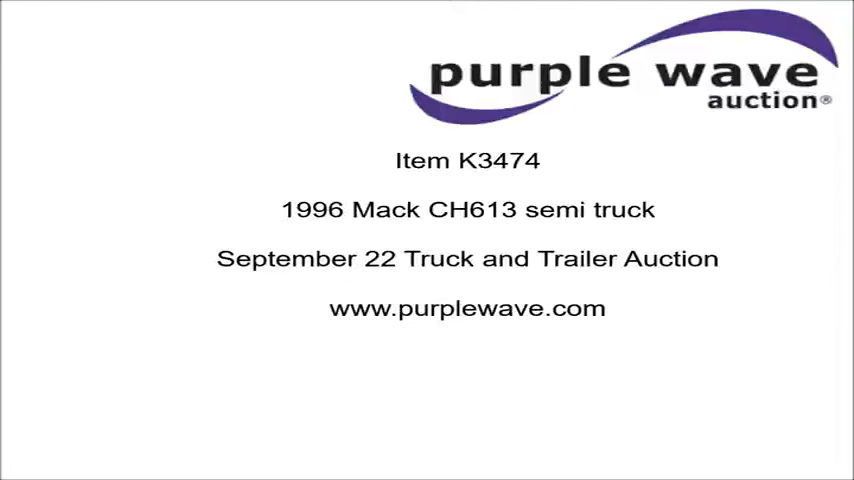 purple wave
auction®
Item K3474
1996 Mack CH613 semi truck
September 22 Truck and Trailer Auction
www.purplewave.com